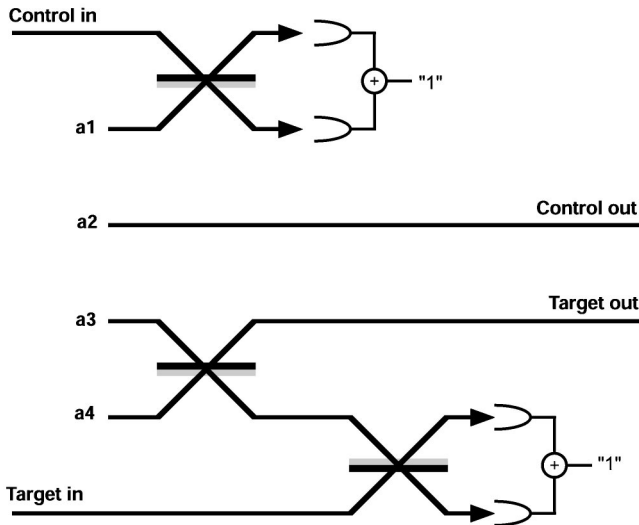 Control in
+
"1"
a1
a2
Control out
a3
Target out
a4
+
"1"
Target in